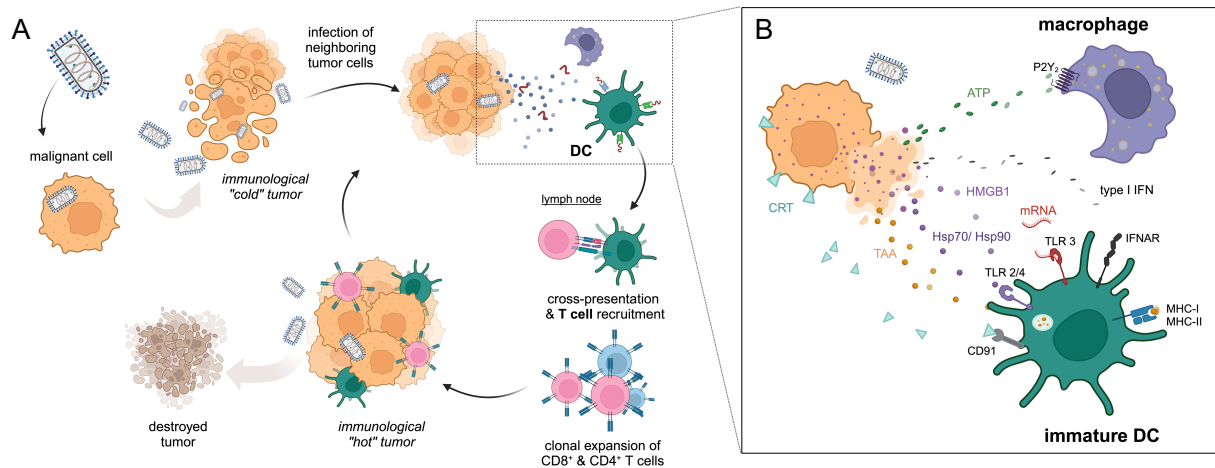 A
malignant cell
immunological
"cold" tumor
infection of
neighboring
tumor cells
DC
lymph node
cross-presentation
& T cell recruitment
clonal expansion of
CD8⁺ & CD4⁺ T cells
immunological
"hot" tumor
destroyed
tumor
B
macrophage
P2Y₂
ATP
type I IFN
HMGB1
CRT
mRNA
Hsp70/ Hsp90
TAA
TLR 3
IFNAR
TLR 2/4
MHC-I
MHC-II
CD91
immature DC